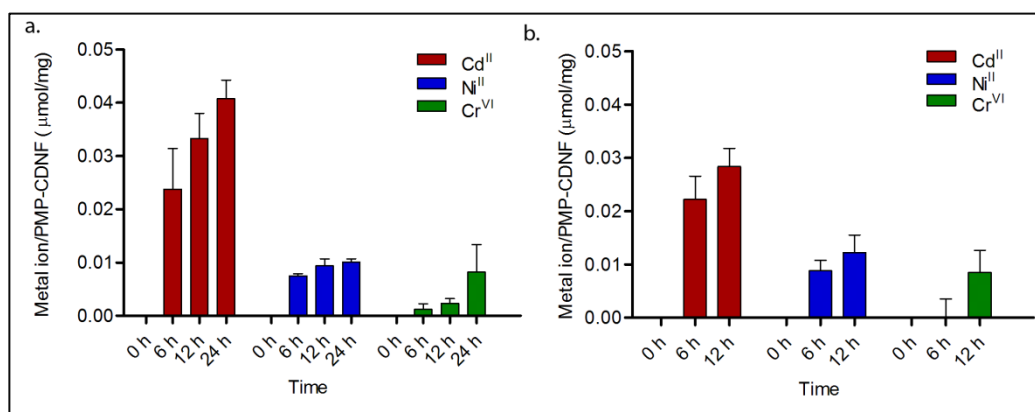 a.
Metal ion/PMP-CDNF ( μmol/mg)
0.05
0.04
0.03
0.02
0.01
0.00
Cd^II
Ni^II
Cr^VI
0 h 6 h 12 h 24 h 0 h 6 h 12 h 24 h 0 h 6 h 12 h 24 h
Time
b.
Metal ion/PMP-CDNF (μmol/mg)
0.05
0.04
0.03
0.02
0.01
0.00
Cd^II
Ni^II
Cr^VI
0 h 6 h 12 h 0 h 6 h 12 h 0 h 6 h 12 h
Time